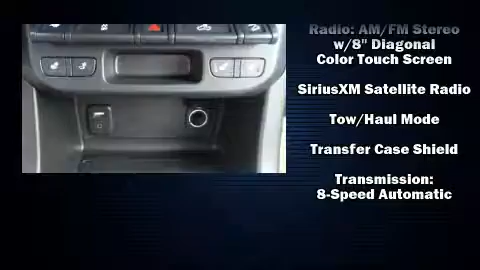 Radio: AM/FM Stereo
w/8" Diagonal
Color Touch Screen
SiriusXM Satellite Radio
Tow/Haul Mode
Transfer Case Shield
Transmission:
8-Speed Automatic